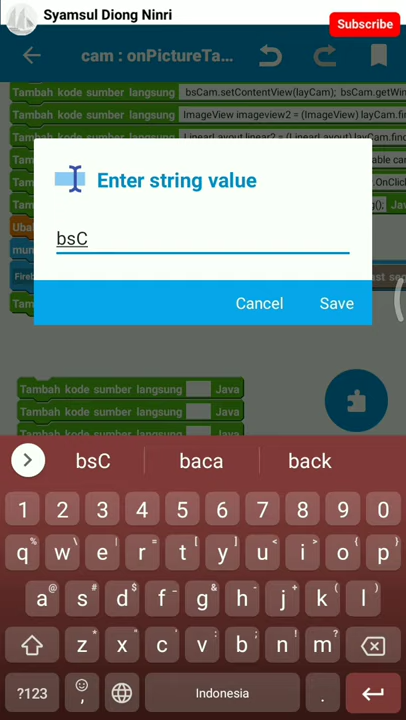 Syamsul Diong Ninri
Subscribe
cam : onPictureTa...
Tambah kode sumber langsung bsCam.setContentView(layCam); bsCam.getWin
Tambah kode sumber langsung ImageView imageview2 = (ImageView) layCam.fin
Enter string value
bsC
Cancel Save
Tambah kode sumber langsung Java
Tambah kode sumber langsung Java
Tambah kode sumber langsung Java
bsC baca back
1 2 3 4 5 6 7 8 9 0
q w e r t y u i o p
a s d f g h j k l
z x c v b n m
?123 , Indonesia .